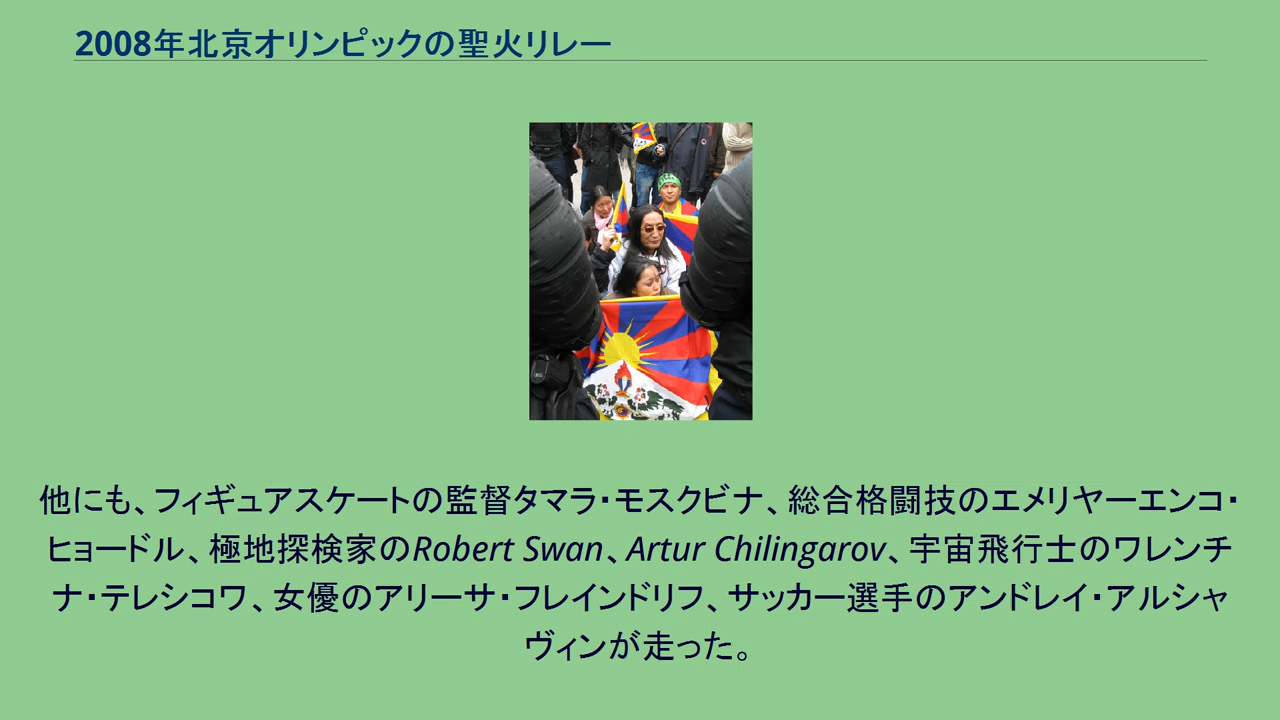 2008年北京オリンピックの聖火リレー
他にも、フィギュアスケートの監督タマラ・モスクビナ、総合格闘技のエメリヤーエンコ・
ヒョードル、極地探検家のRobert Swan、Artur Chilingarov、宇宙飛行士のワレンチ
ナ・テレシコワ、女優のアリーサ・フレインドリフ、サッカー選手のアンドレイ・アルシャ
ヴィンが走った。